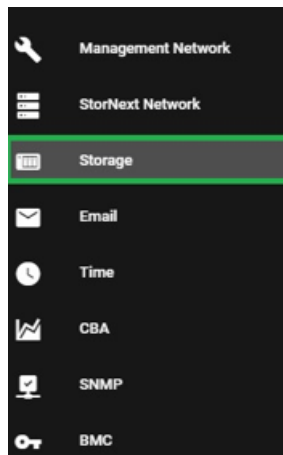 Management Network
StorNext Network
Storage
Email
Time
CBA
SNMP
BMC